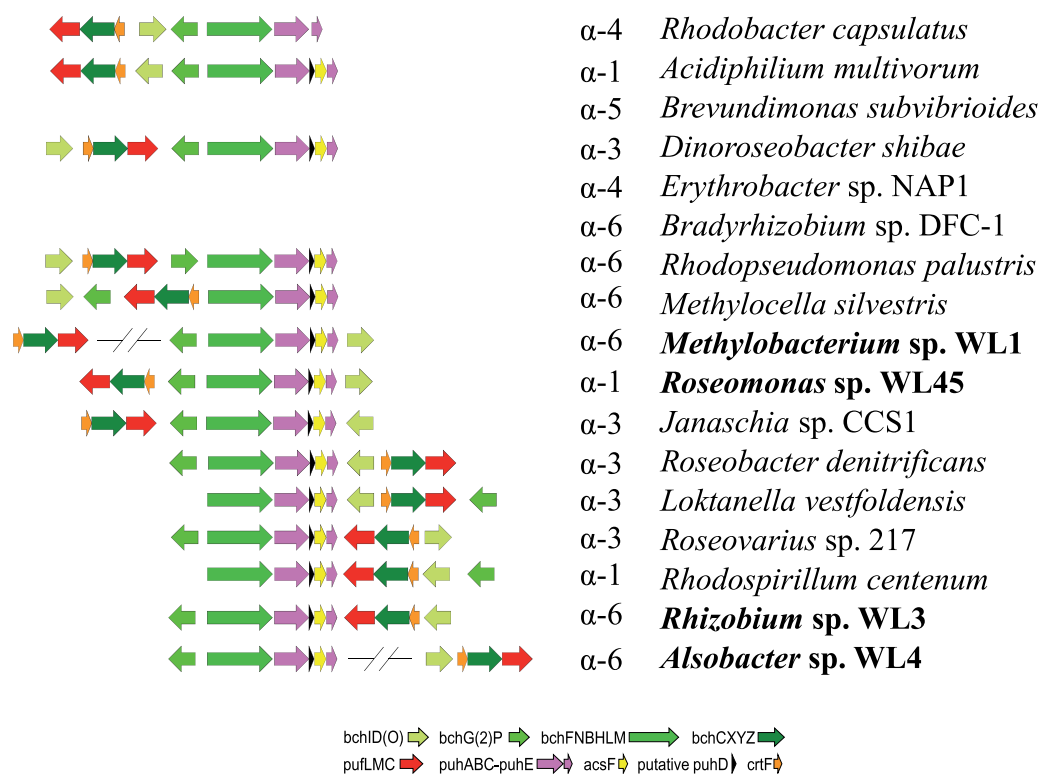 α-4 Rhodobacter capsulatus
α-1 Acidiphilium multivorum
α-5 Brevundimonas subvibrioides
α-3 Dinoroseobacter shibae
α-4 Erythrobacter sp. NAP1
α-6 Bradyrhizobium sp. DFC-1
α-6 Rhodopseudomonas palustris
α-6 Methylocella silvestris
α-6 Methylobacterium sp. WL1
α-1 Roseomonas sp. WL45
α-3 Janaschia sp. CCS1
α-3 Roseobacter denitrificans
α-3 Loktanella vestfoldensis
α-3 Roseovarius sp. 217
α-1 Rhodospirillum centenum
α-6 Rhizobium sp. WL3
α-6 Alsobacter sp. WL4
bchID(O) bchG(2)P bchFNBHLM bchCXYZ
pufLMC puhABC-puhE acsF putative puhD crtF